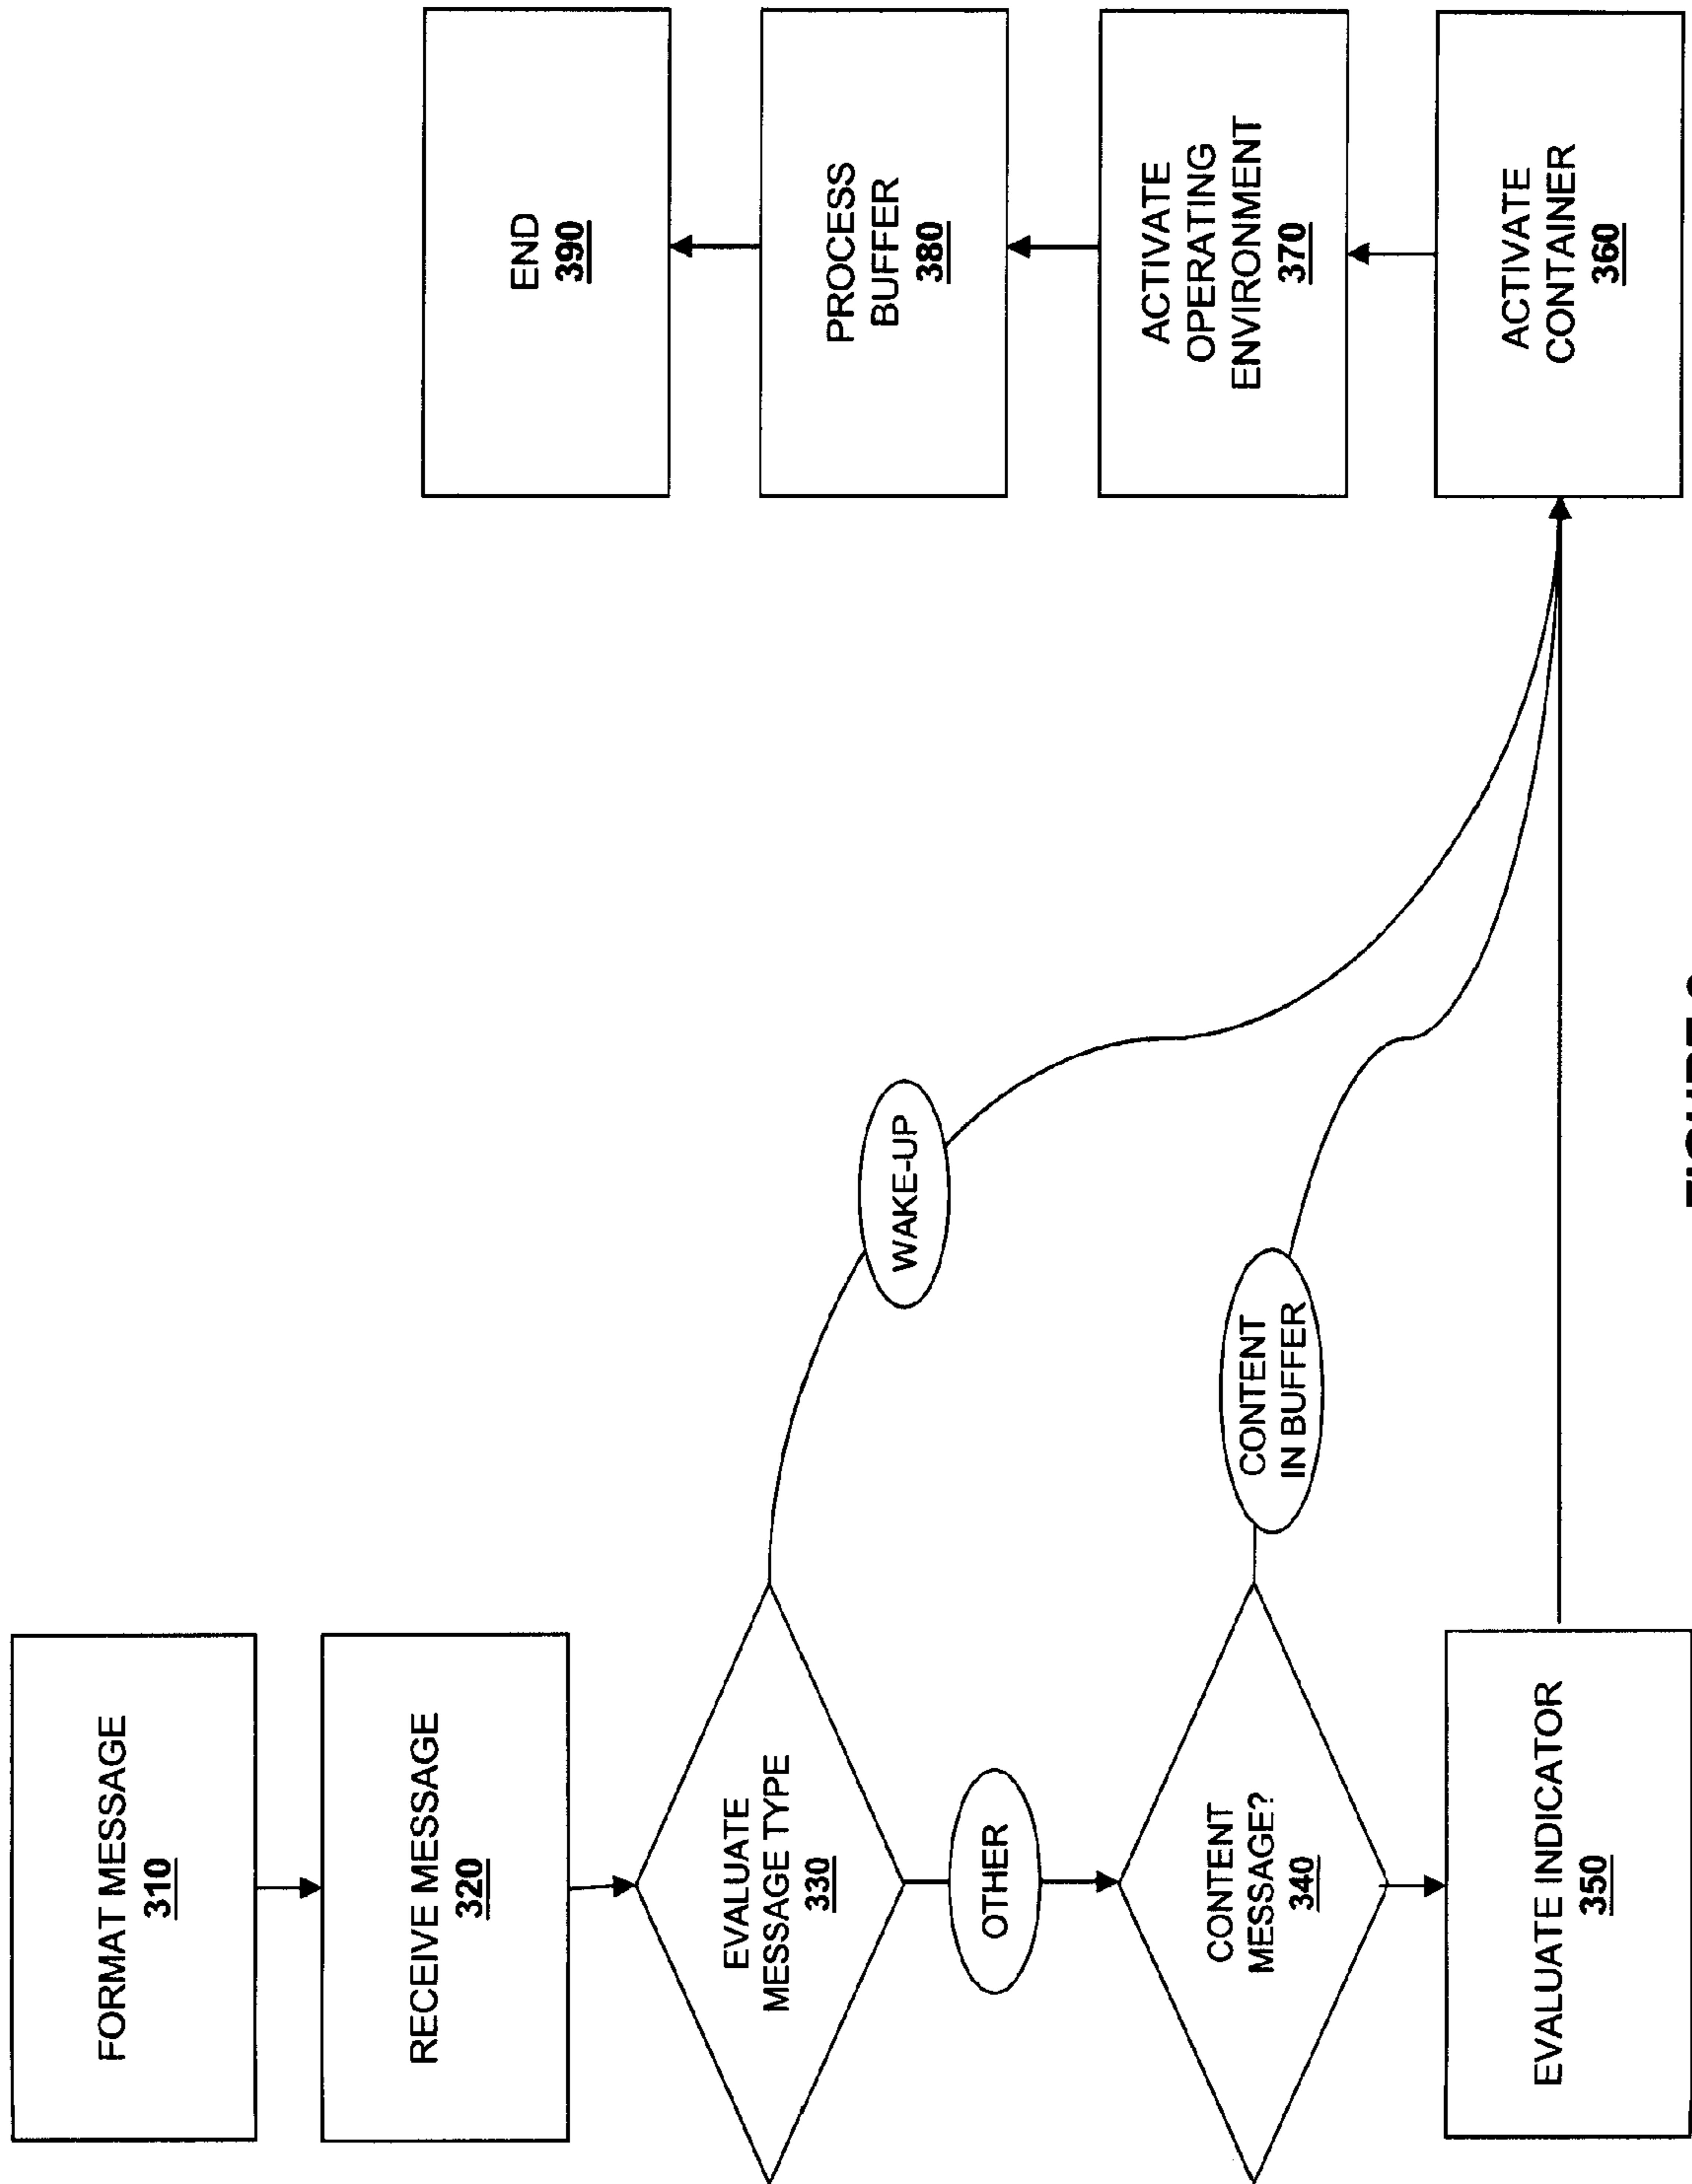 FORMAT MESSAGE
310
RECEIVE MESSAGE
320
EVALUATE
MESSAGE TYPE
330
WAKE-UP
OTHER
CONTENT
MESSAGE?
340
CONTENT
IN BUFFER
EVALUATE INDICATOR
350
ACTIVATE
CONTAINER
360
ACTIVATE
OPERATING
ENVIRONMENT
370
PROCESS
BUFFER
380
END
390
FIGURE